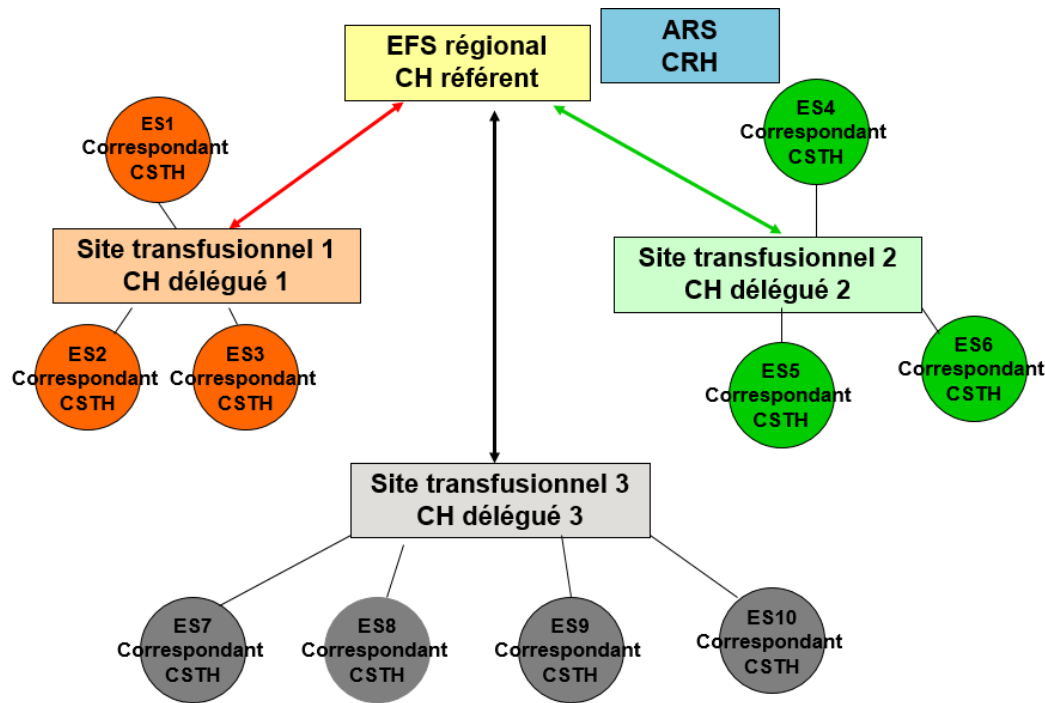 EFS régional
CH référent
ARS
CRH
ES1
Correspondant
CSTH
ES4
Correspondant
CSTH
Site transfusionnel 1
CH délégué 1
Site transfusionnel 2
CH délégué 2
ES2
Correspondant
CSTH
ES3
Correspondant
CSTH
ES5
Correspondant
CSTH
ES6
Correspondant
CSTH
Site transfusionnel 3
CH délégué 3
ES7
Correspondant
CSTH
ES8
Correspondant
CSTH
ES9
Correspondant
CSTH
ES10
Correspondant
CSTH